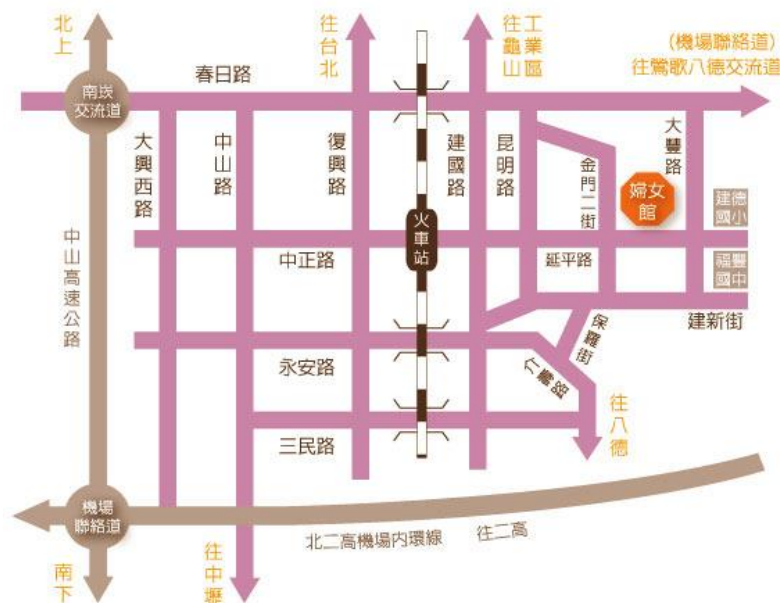 北上
往台北
往龜山
工業區
(機場聯絡道)
往鶯歌八德交流道
春日路
南崁
交流道
大興西路
中山路
復興路
建國路
昆明路
金門二街
大豐路
婦女
館
建德
國小
火車站
中正路
延平路
福豐
國中
中山高速公路
建新街
保羅街
永安路
介壽路
往八德
三民路
機場
聯絡道
北二高機場內環線
往二高
南下
往中壢